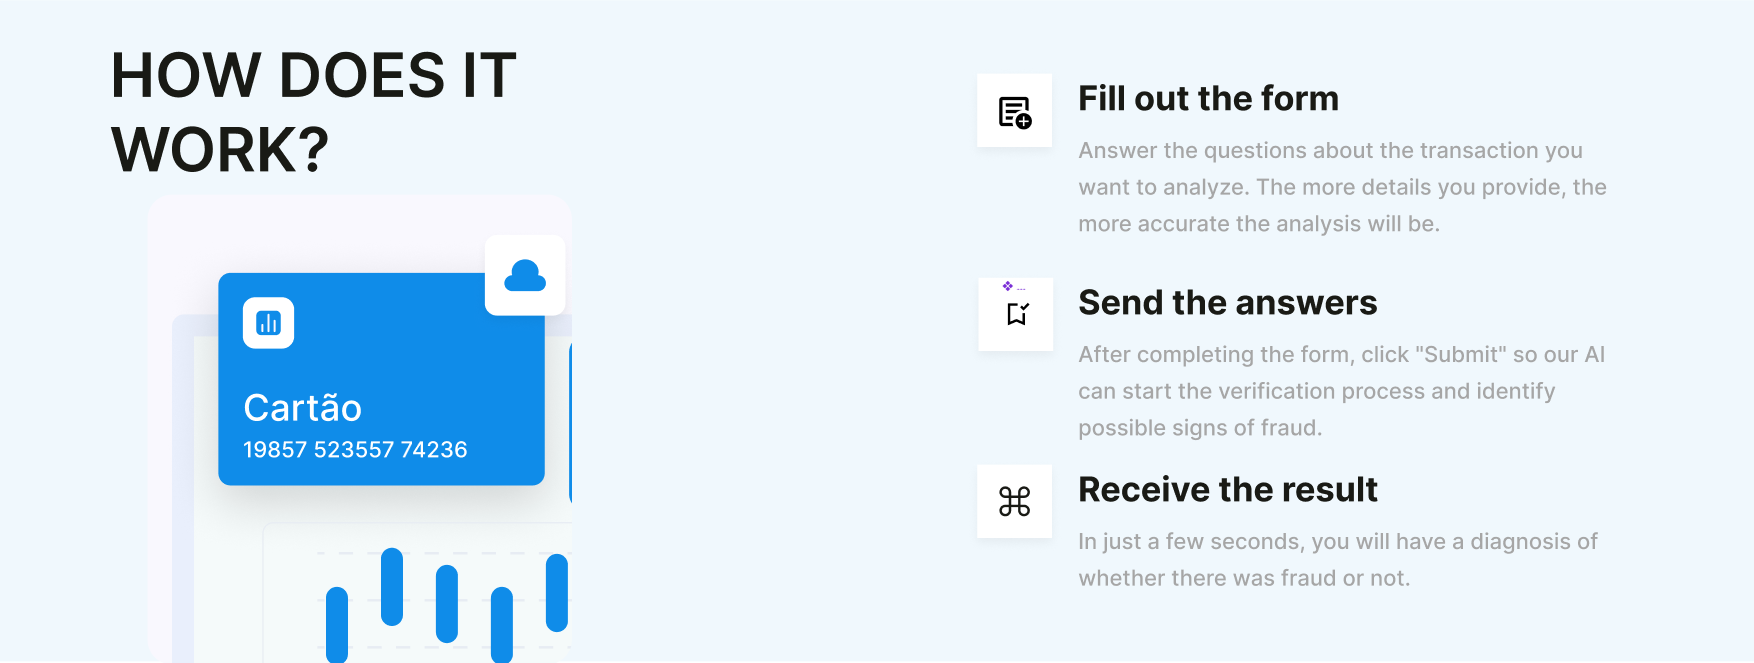 HOW DOES IT
WORK?
Cartão
19857 523557 74236
Fill out the form
Answer the questions about the transaction you
want to analyze. The more details you provide, the
more accurate the analysis will be.
Send the answers
After completing the form, click "Submit" so our AI
can start the verification process and identify
possible signs of fraud.
Receive the result
In just a few seconds, you will have a diagnosis of
whether there was fraud or not.